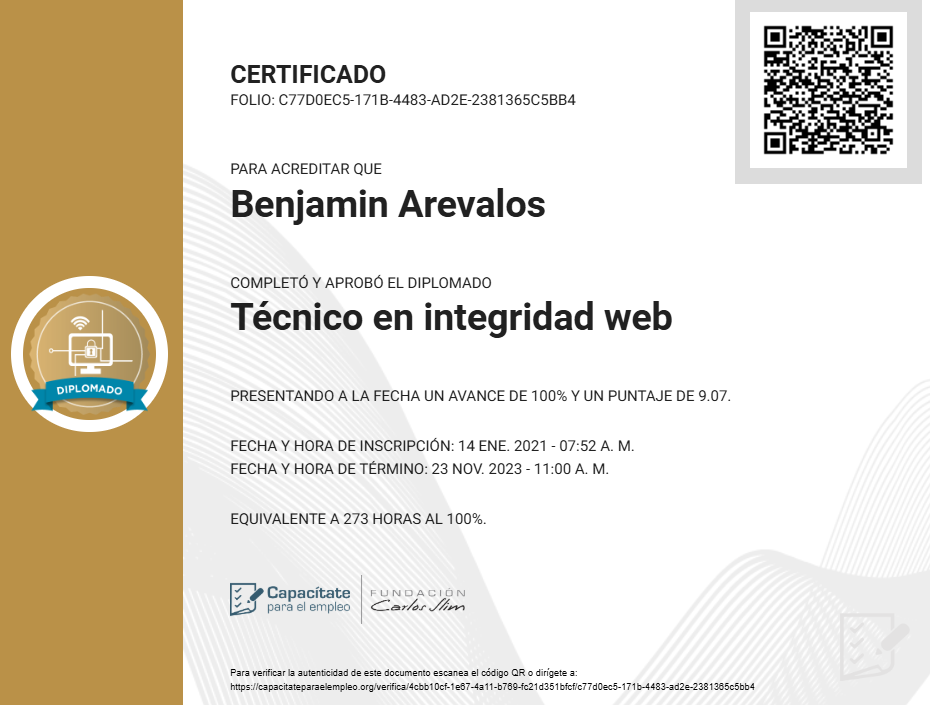 CERTIFICADO
FOLIO: C77D0EC5-171B-4483-AD2E-2381365C5BB4
PARA ACREDITAR QUE
Benjamin Arevalos
COMPLETÓ Y APROBÓ EL DIPLOMADO
Técnico en integridad web
DIPLOMADO
PRESENTANDO A LA FECHA UN AVANCE DE 100% Y UN PUNTAJE DE 9.07.
FECHA Y HORA DE INSCRIPCIÓN: 14 ENE. 2021 - 07:52 A. M.
FECHA Y HORA DE TÉRMINO: 23 NOV. 2023 - 11:00 A. M.
EQUIVALENTE A 273 HORAS AL 100%.
Capacítate
para el empleo
FUNDACIÓN
Carlos Slim
Para verificar la autenticidad de este documento escanea el código QR o dirígete a:
https://capacitateparaelempleo.org/verifica/4cbb10cf-1e67-4a11-b769-fc21d351bfcf/c77d0ec5-171b-4483-ad2e-2381365c5bb4